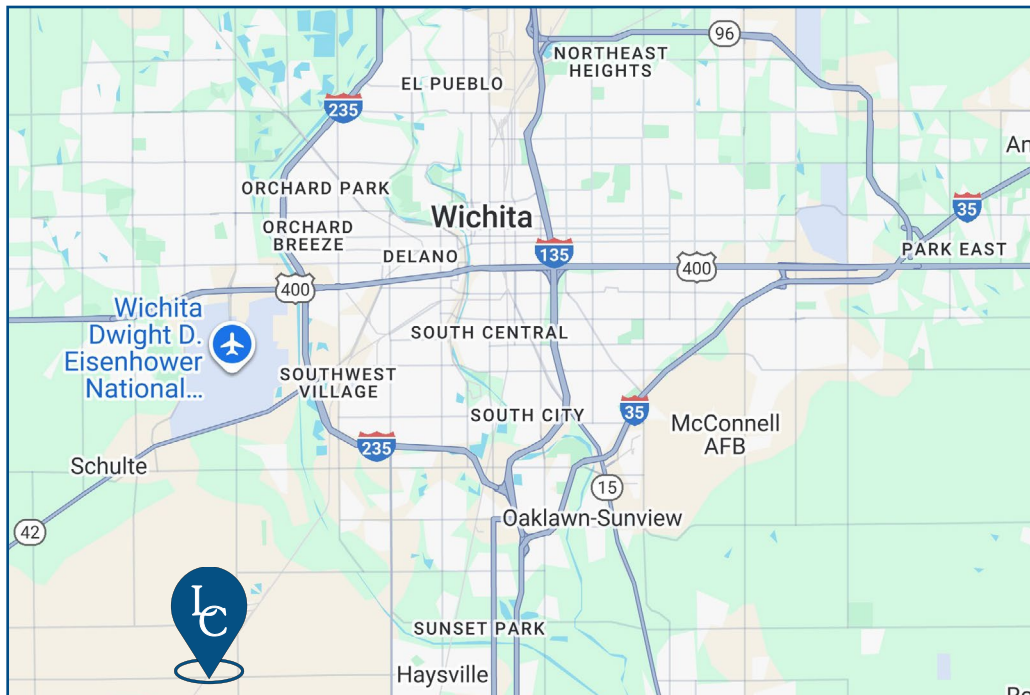 96
NORTHEAST
HEIGHTS
EL PUEBLO
235
An
ORCHARD PARK
35
Wichita
ORCHARD
BREEZE
DELANO
135
PARK EAST
400
400
Wichita
Dwight D.
Eisenhower
National...
SOUTH CENTRAL
SOUTHWEST
VILLAGE
SOUTH CITY
35
McConnell
AFB
235
Schulte
15
42
Oaklawn-Sunview
LC
SUNSET PARK
Haysville